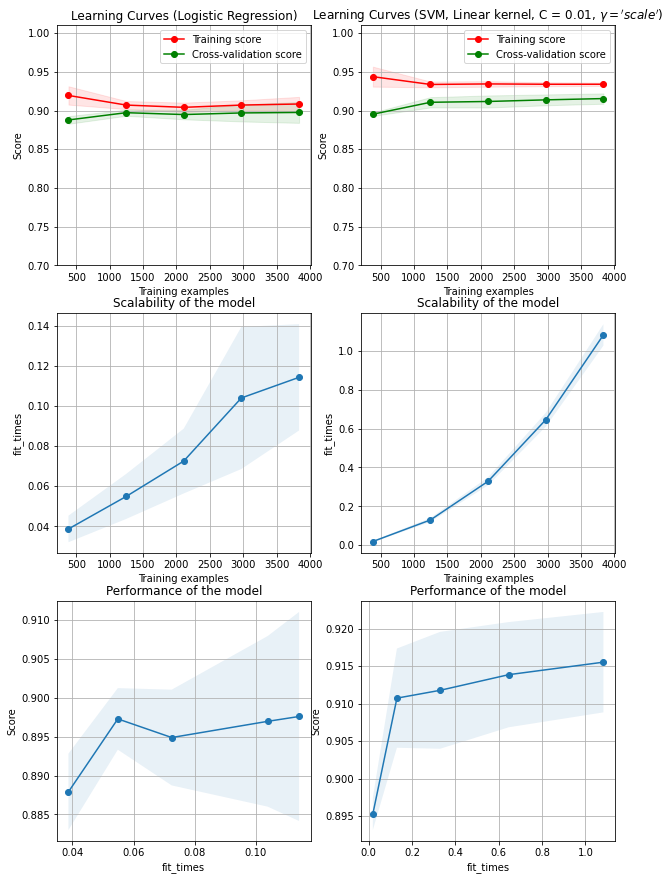 Learning Curves (Logistic Regression)
1.00
0.95
0.90
0.85
0.80
0.75
0.70
Score
Training score
Cross-validation score
500 1000 1500 2000 2500 3000 3500 4000
Training examples
Learning Curves (SVM, Linear kernel, C = 0.01, γ = 'scale')
1.00
0.95
0.90
0.85
0.80
0.75
0.70
Score
Training score
Cross-validation score
500 1000 1500 2000 2500 3000 3500 4000
Training examples
Scalability of the model
0.14
0.12
0.10
0.08
0.06
0.04
fit_times
500 1000 1500 2000 2500 3000 3500 4000
Training examples
Scalability of the model
1.0
0.8
0.6
0.4
0.2
0.0
fit_times
500 1000 1500 2000 2500 3000 3500 4000
Training examples
Performance of the model
0.910
0.905
0.900
0.895
0.890
0.885
Score
0.04 0.06 0.08 0.10
fit_times
Performance of the model
0.920
0.915
0.910
0.905
0.900
0.895
Score
0.0 0.2 0.4 0.6 0.8 1.0
fit_times